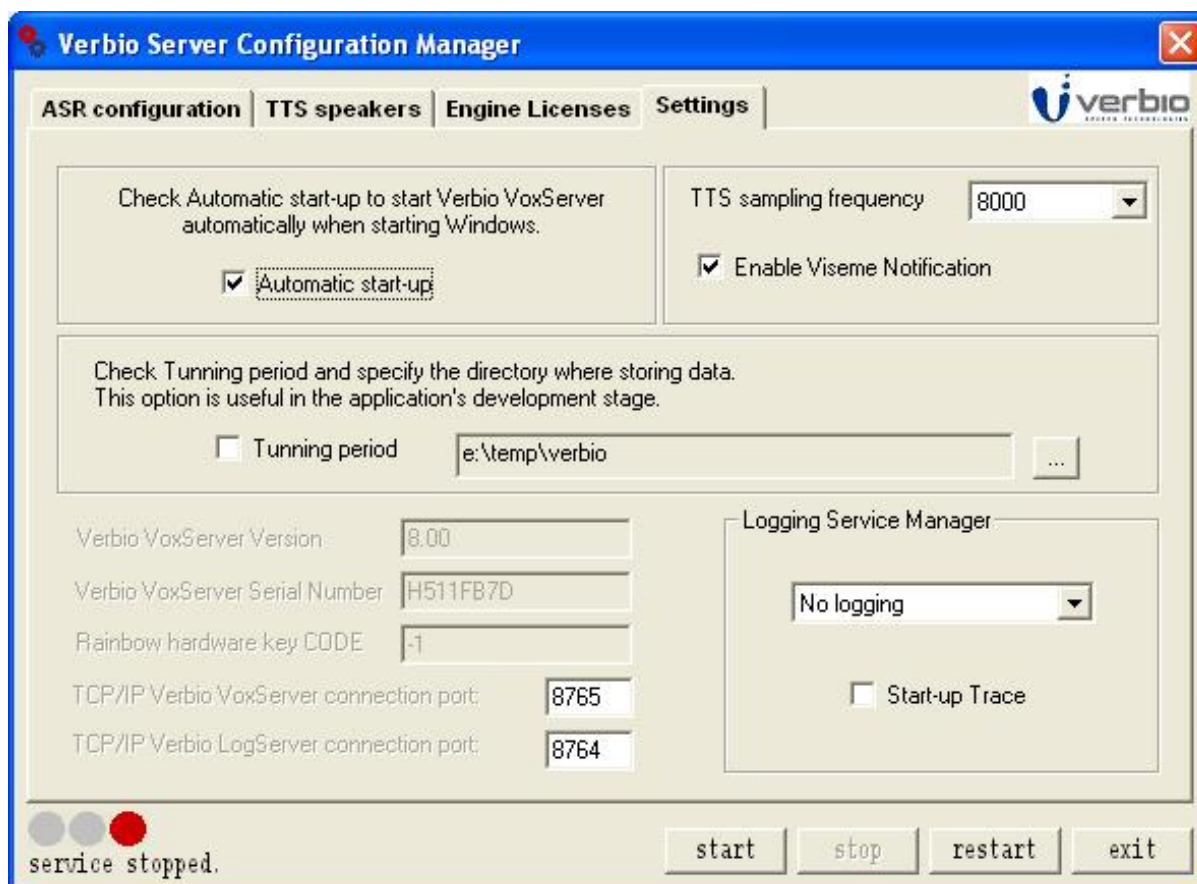 Verbio Server Configuration Manager
ASR configuration
TTS speakers
Engine Licenses
Settings
verbio
Check Automatic start-up to start Verbio VoxServer
automatically when starting Windows.
Automatic start-up
TTS sampling frequency
8000
Enable Viseme Notification
Check Tunning period and specify the directory where storing data.
This option is useful in the application's development stage.
Tunning period
e:\temp\verbio
...
Verbio VoxServer Version
8.00
Verbio VoxServer Serial Number
H511FB7D
Rainbow hardware key CODE
-1
TCP/IP Verbio VoxServer connection port:
8765
TCP/IP Verbio LogServer connection port:
8764
Logging Service Manager
No logging
Start-up Trace
service stopped.
start
stop
restart
exit